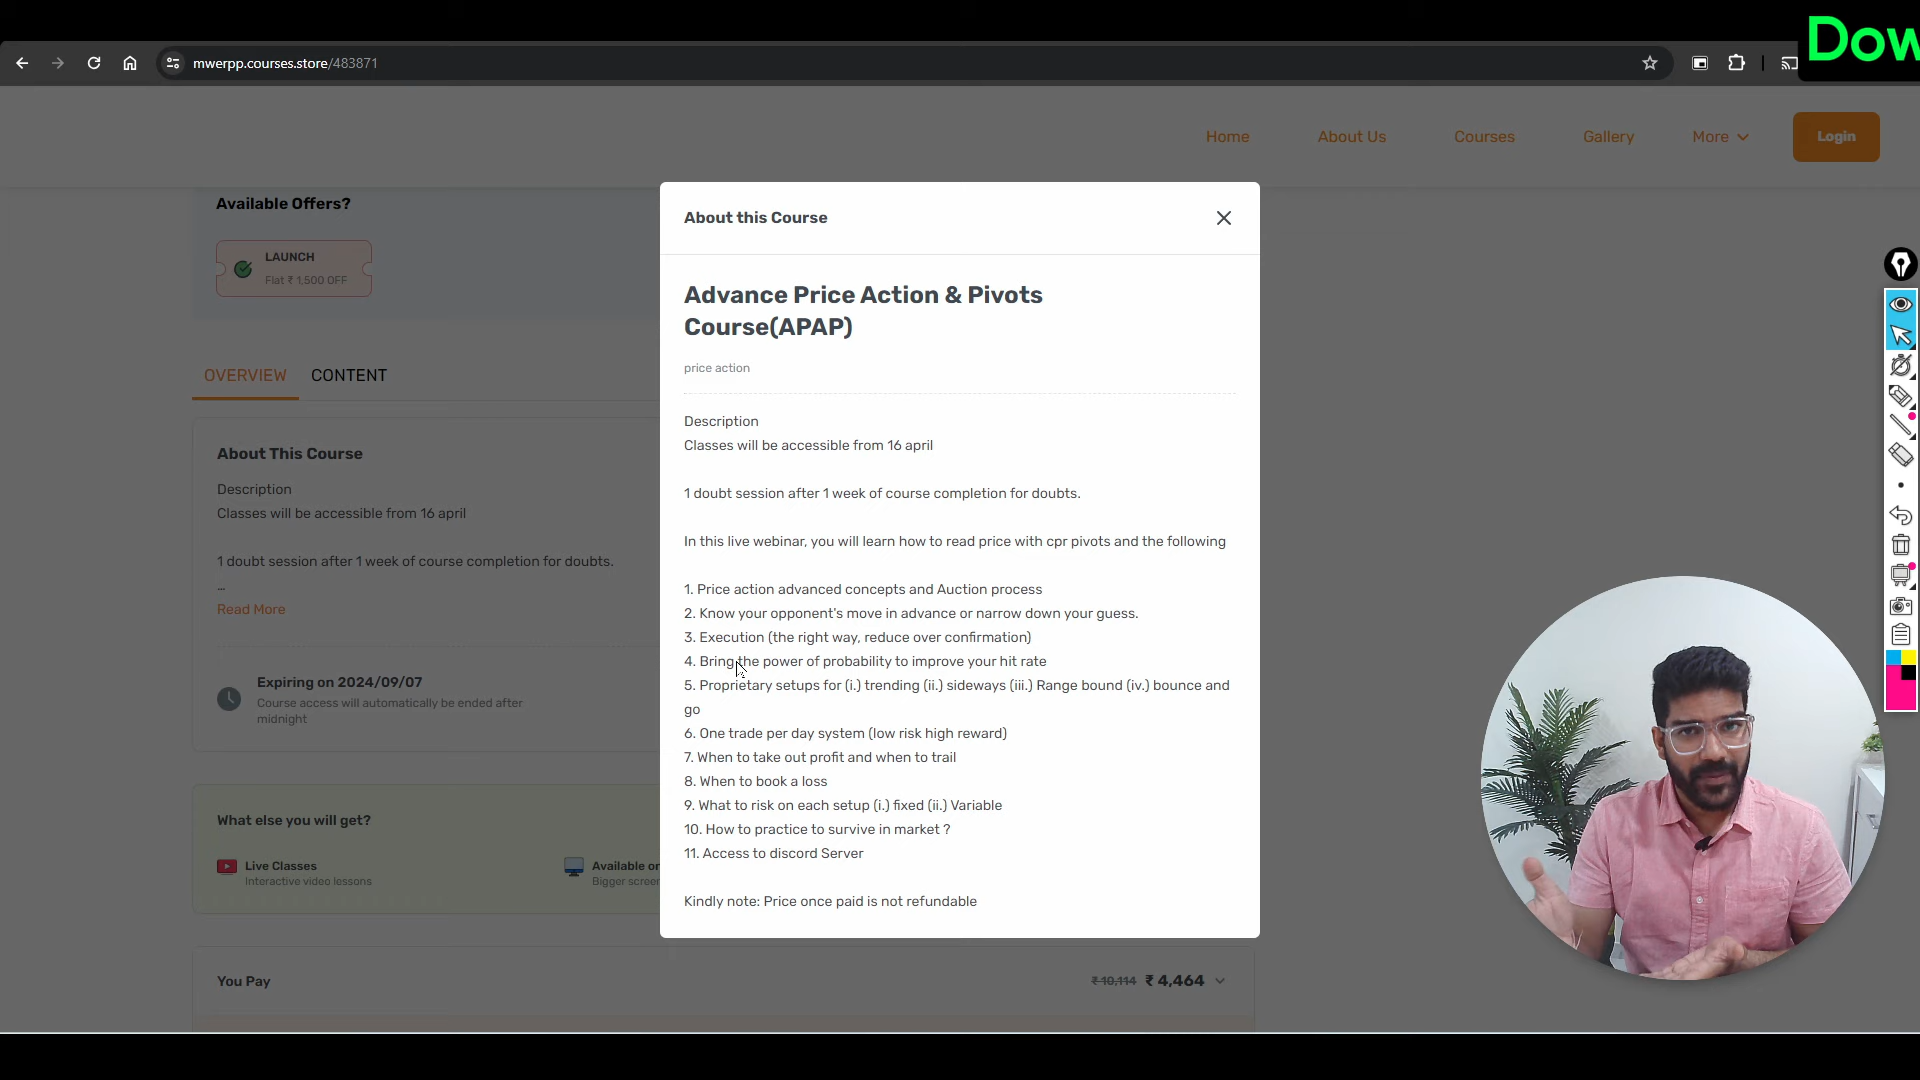 Dow
mwerpp.courses.store/483871
Home
About Us
Courses
Gallery
More
Login
Available Offers?
LAUNCH
Flat ₹ 1,500 OFF
OVERVIEW
CONTENT
About This Course
Description
Classes will be accessible from 16 april
1 doubt session after 1 week of course completion for doubts.
...
Read More
Expiring on 2024/09/07
Course access will automatically be ended after
midnight
What else you will get?
Live Classes
Interactive video lessons
Available or
Bigger screen
You Pay
₹ 10,114 ₹ 4,464
About this Course
Advance Price Action & Pivots
Course(APAP)
price action
Description
Classes will be accessible from 16 april
1 doubt session after 1 week of course completion for doubts.
In this live webinar, you will learn how to read price with cpr pivots and the following
1. Price action advanced concepts and Auction process
2. Know your opponent's move in advance or narrow down your guess.
3. Execution (the right way, reduce over confirmation)
4. Bring the power of probability to improve your hit rate
5. Proprietary setups for (i.) trending (ii.) sideways (iii.) Range bound (iv.) bounce and
go
6. One trade per day system (low risk high reward)
7. When to take out profit and when to trail
8. When to book a loss
9. What to risk on each setup (i.) fixed (ii.) Variable
10. How to practice to survive in market ?
11. Access to discord Server
Kindly note: Price once paid is not refundable